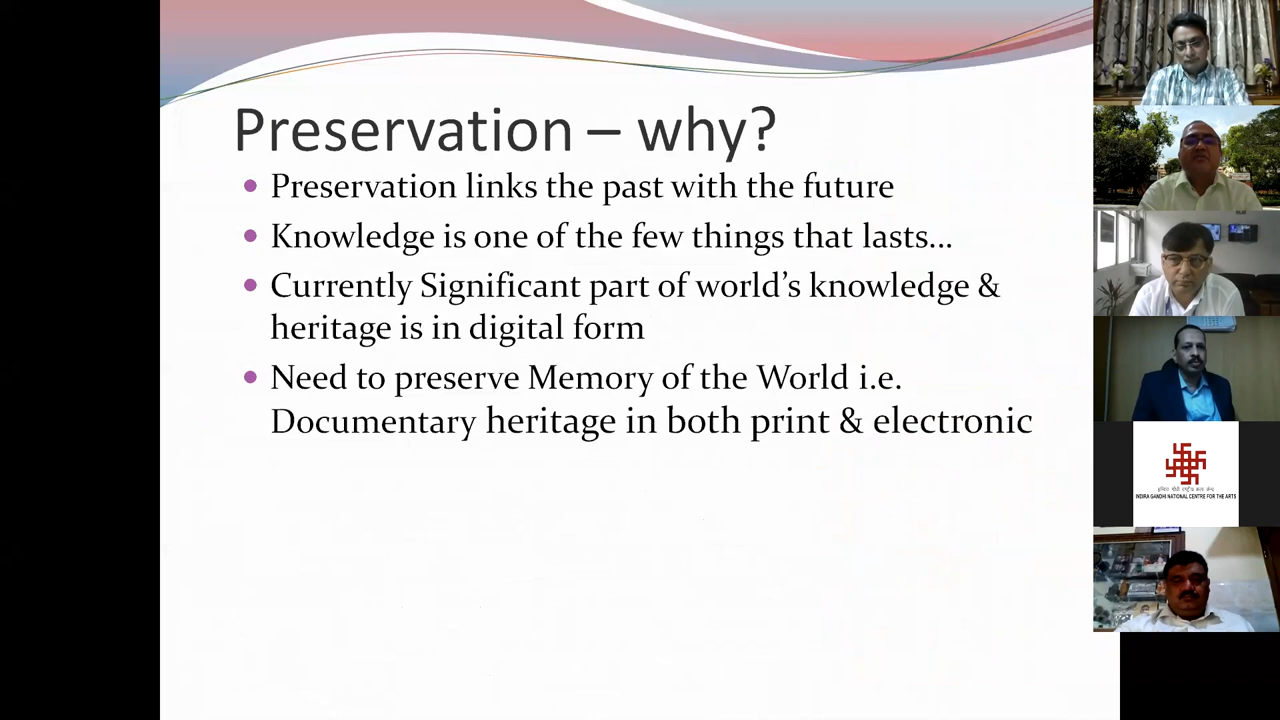 Preservation – why?
• Preservation links the past with the future
• Knowledge is one of the few things that lasts...
• Currently Significant part of world's knowledge &
heritage is in digital form
• Need to preserve Memory of the World i.e.
Documentary heritage in both print & electronic
INDIRA GANDHI NATIONAL CENTRE FOR THE ARTS